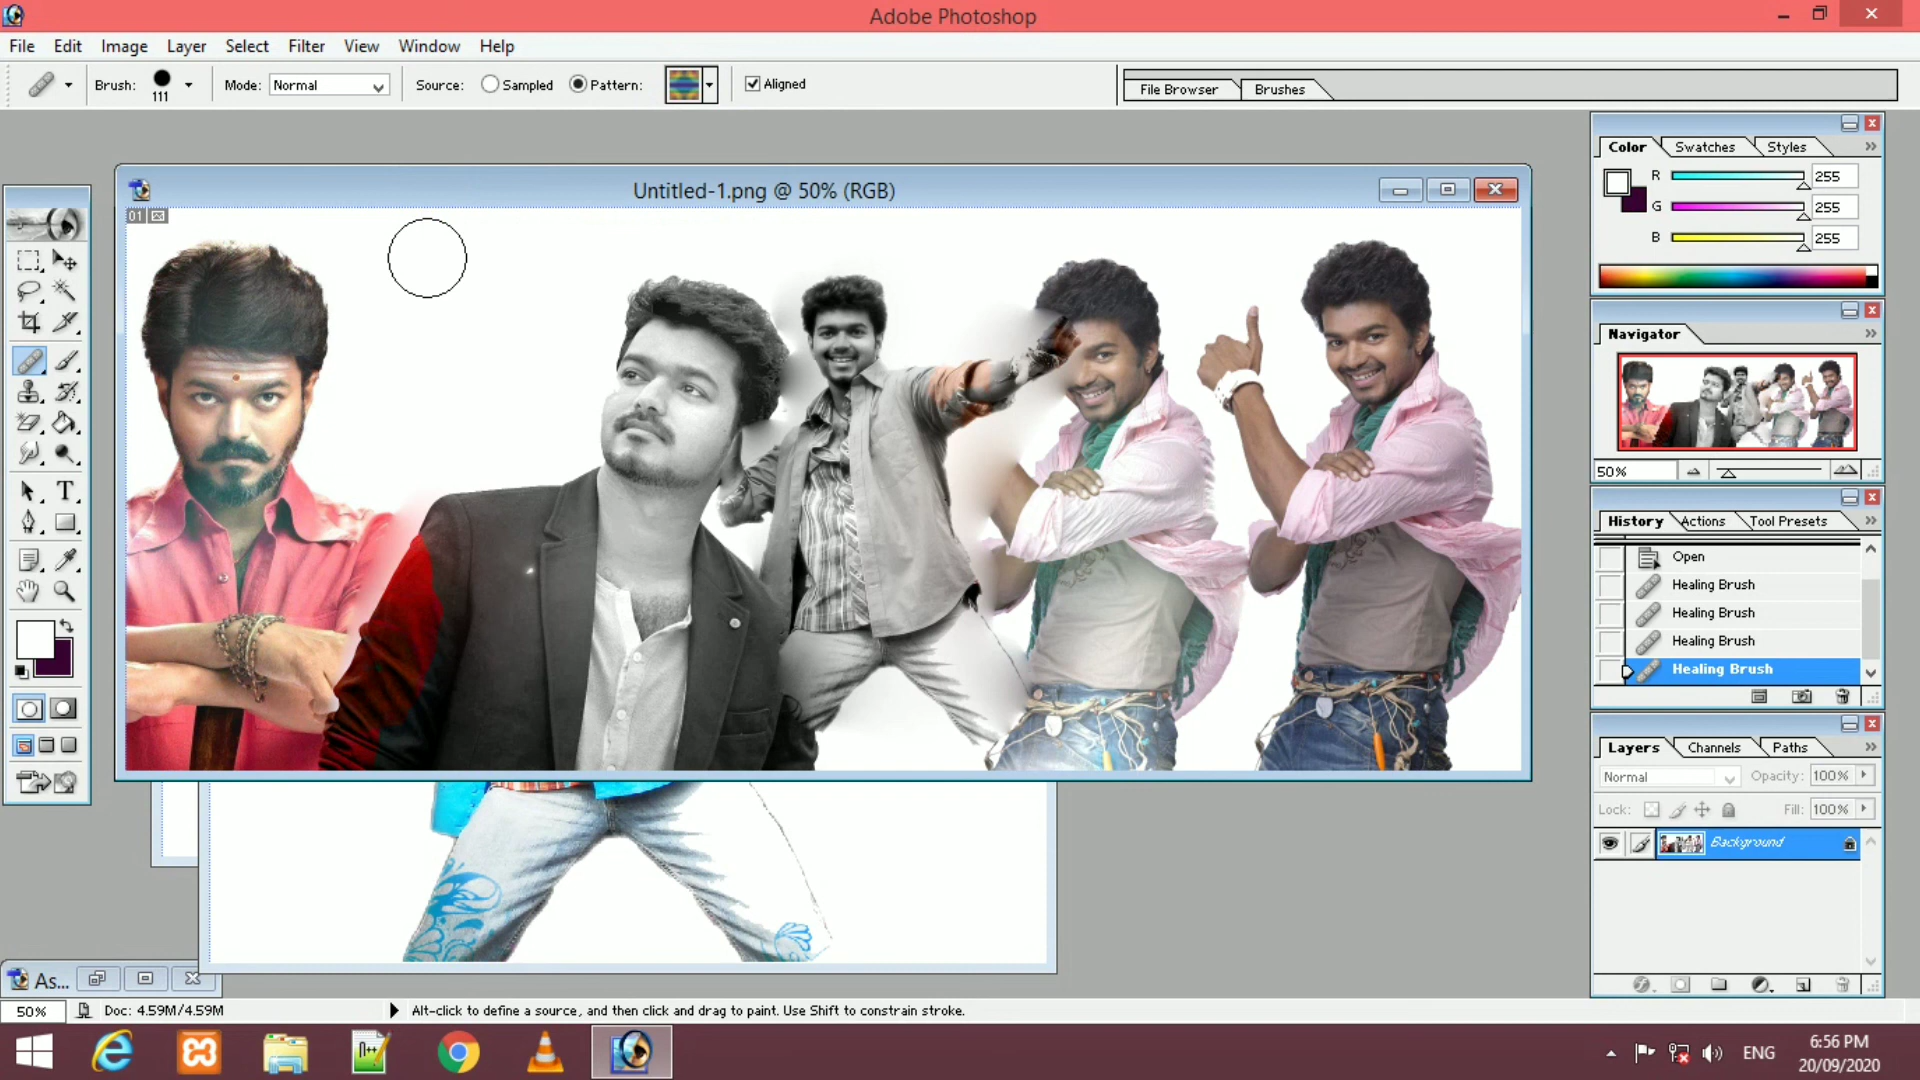 Adobe Photoshop
File Edit Image Layer Select Filter View Window Help
Brush: 111 Mode: Normal Source: Sampled Pattern: Aligned
File Browser Brushes
Untitled-1.png @ 50% (RGB)
01
Color Swatches Styles
R 255
G 255
B 255
Navigator
50%
History Actions Tool Presets
Open
Healing Brush
Healing Brush
Healing Brush
Healing Brush
Layers Channels Paths
Normal Opacity: 100%
Lock: Fill: 100%
Background
As...
50% Doc: 4.59M/4.59M Alt-click to define a source, and then click and drag to paint. Use Shift to constrain stroke.
ENG
6:56 PM
20/09/2020